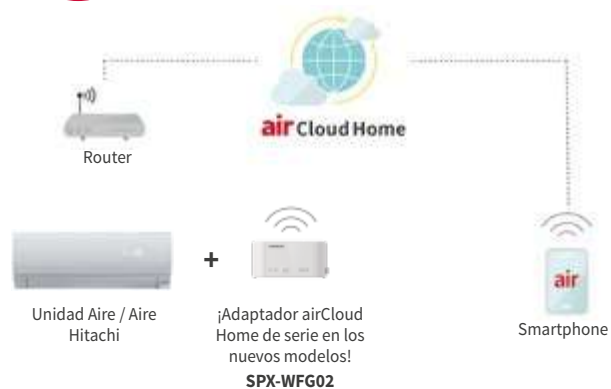 air Cloud Home
Router
air
Unidad Aire / Aire
Hitachi
+
¡Adaptador airCloud
Home de serie en los
nuevos modelos!
SPX-WFG02
Smartphone